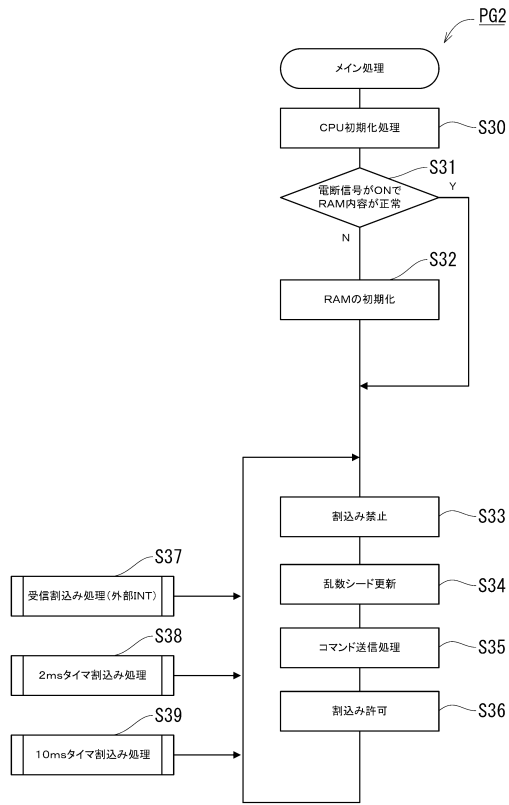 PG2
メイン処理
CPU初期化処理
S30
S31
電断信号がONで
RAM内容が正常
Y
N
S32
RAMの初期化
割込み禁止
S33
S37
受信割込み処理(外部INT)
乱数シード更新
S34
S38
2msタイマ割込み処理
コマンド送信処理
S35
S39
10msタイマ割込み処理
割込み許可
S36